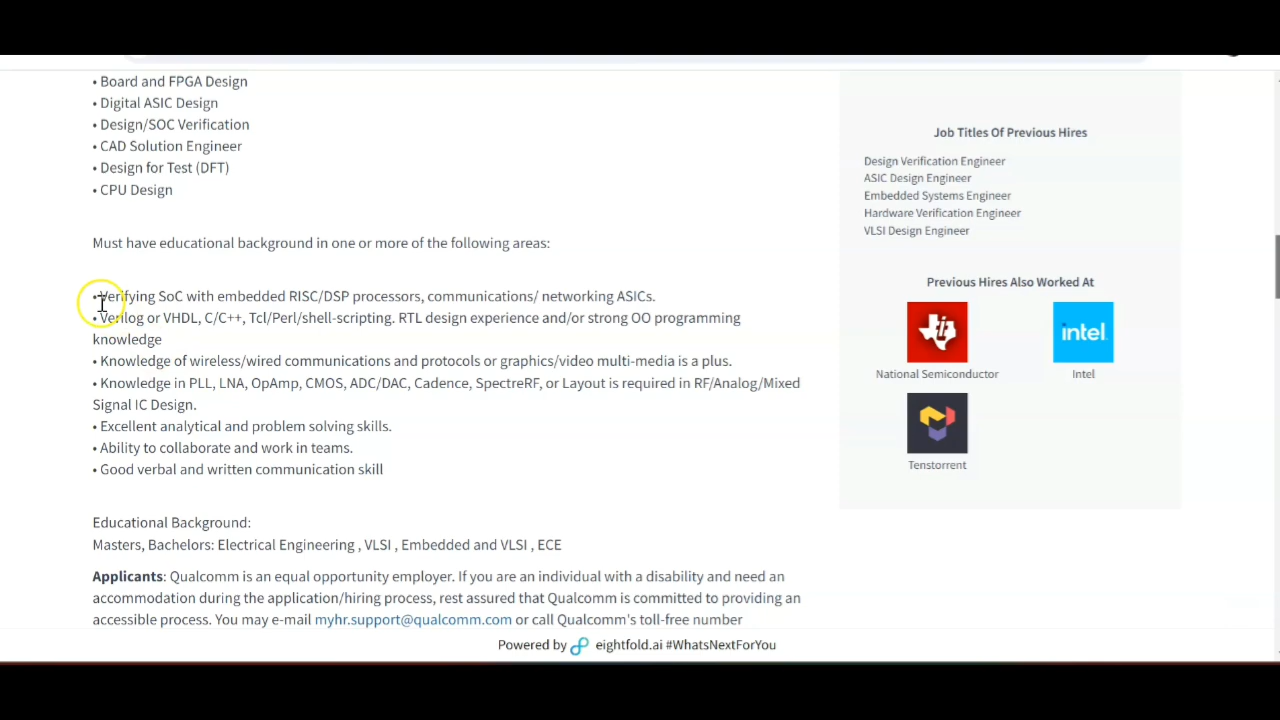 • Board and FPGA Design
• Digital ASIC Design
• Design/SOC Verification
• CAD Solution Engineer
• Design for Test (DFT)
• CPU Design
Must have educational background in one or more of the following areas:
• Verifying SoC with embedded RISC/DSP processors, communications/ networking ASICs.
• Verilog or VHDL, C/C++, Tcl/Perl/shell-scripting. RTL design experience and/or strong OO programming
knowledge
• Knowledge of wireless/wired communications and protocols or graphics/video multi-media is a plus.
• Knowledge in PLL, LNA, OpAmp, CMOS, ADC/DAC, Cadence, SpectreRF, or Layout is required in RF/Analog/Mixed
Signal IC Design.
• Excellent analytical and problem solving skills.
• Ability to collaborate and work in teams.
• Good verbal and written communication skill
Educational Background:
Masters, Bachelors: Electrical Engineering , VLSI , Embedded and VLSI , ECE
Applicants: Qualcomm is an equal opportunity employer. If you are an individual with a disability and need an
accommodation during the application/hiring process, rest assured that Qualcomm is committed to providing an
accessible process. You may e-mail myhr.support@qualcomm.com or call Qualcomm's toll-free number
Job Titles Of Previous Hires
Design Verification Engineer
ASIC Design Engineer
Embedded Systems Engineer
Hardware Verification Engineer
VLSI Design Engineer
Previous Hires Also Worked At
intel
National Semiconductor
Intel
Tenstorrent
Powered by eightfold.ai #WhatsNextForYou